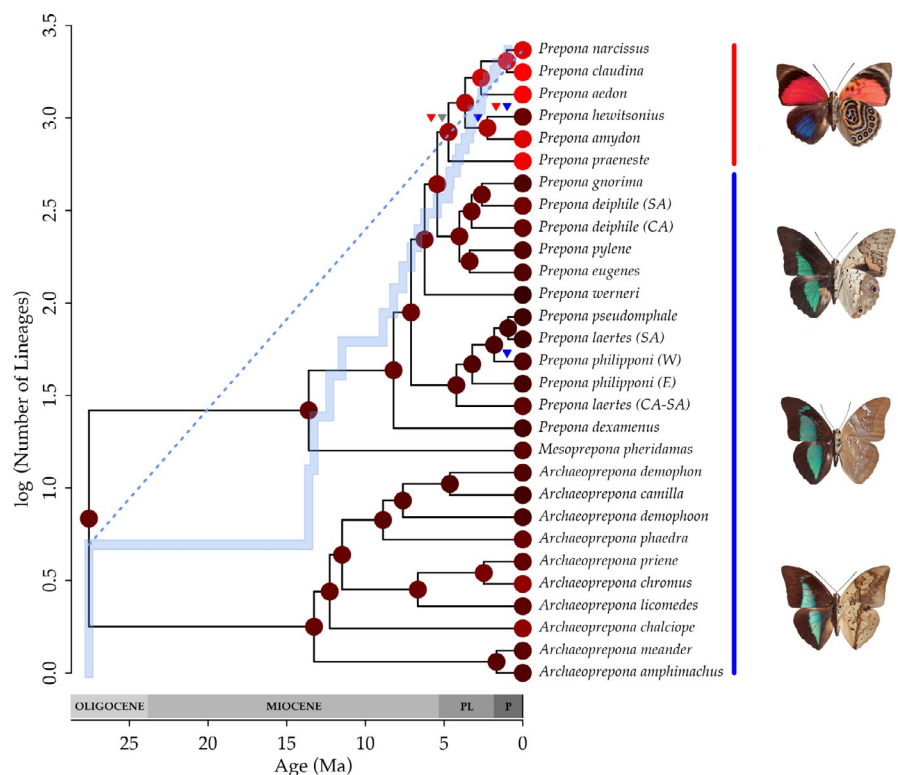 3.5
3.0
2.5
2.0
1.5
1.0
0.5
0.0
log (Number of Lineages)
Prepona narcissus
Prepona claudina
Prepona aedon
Prepona hewitsonius
Prepona amydon
Prepona praeneste
Prepona gnorima
Prepona deiphile (SA)
Prepona deiphile (CA)
Prepona pylene
Prepona eugenes
Prepona werneri
Prepona pseudomphale
Prepona laertes (SA)
Prepona philipponi (W)
Prepona philipponi (E)
Prepona laertes (CA-SA)
Prepona dexamenus
Mesoprepona pheridamas
Archaeoprepona demophon
Archaeoprepona camilla
Archaeoprepona demophoon
Archaeoprepona phaedra
Archaeoprepona priene
Archaeoprepona chromus
Archaeoprepona licomedes
Archaeoprepona chalciope
Archaeoprepona meander
Archaeoprepona amphimachus
OLIGOCENE MIOCENE PL P
25 20 15 10 5 0
Age (Ma)